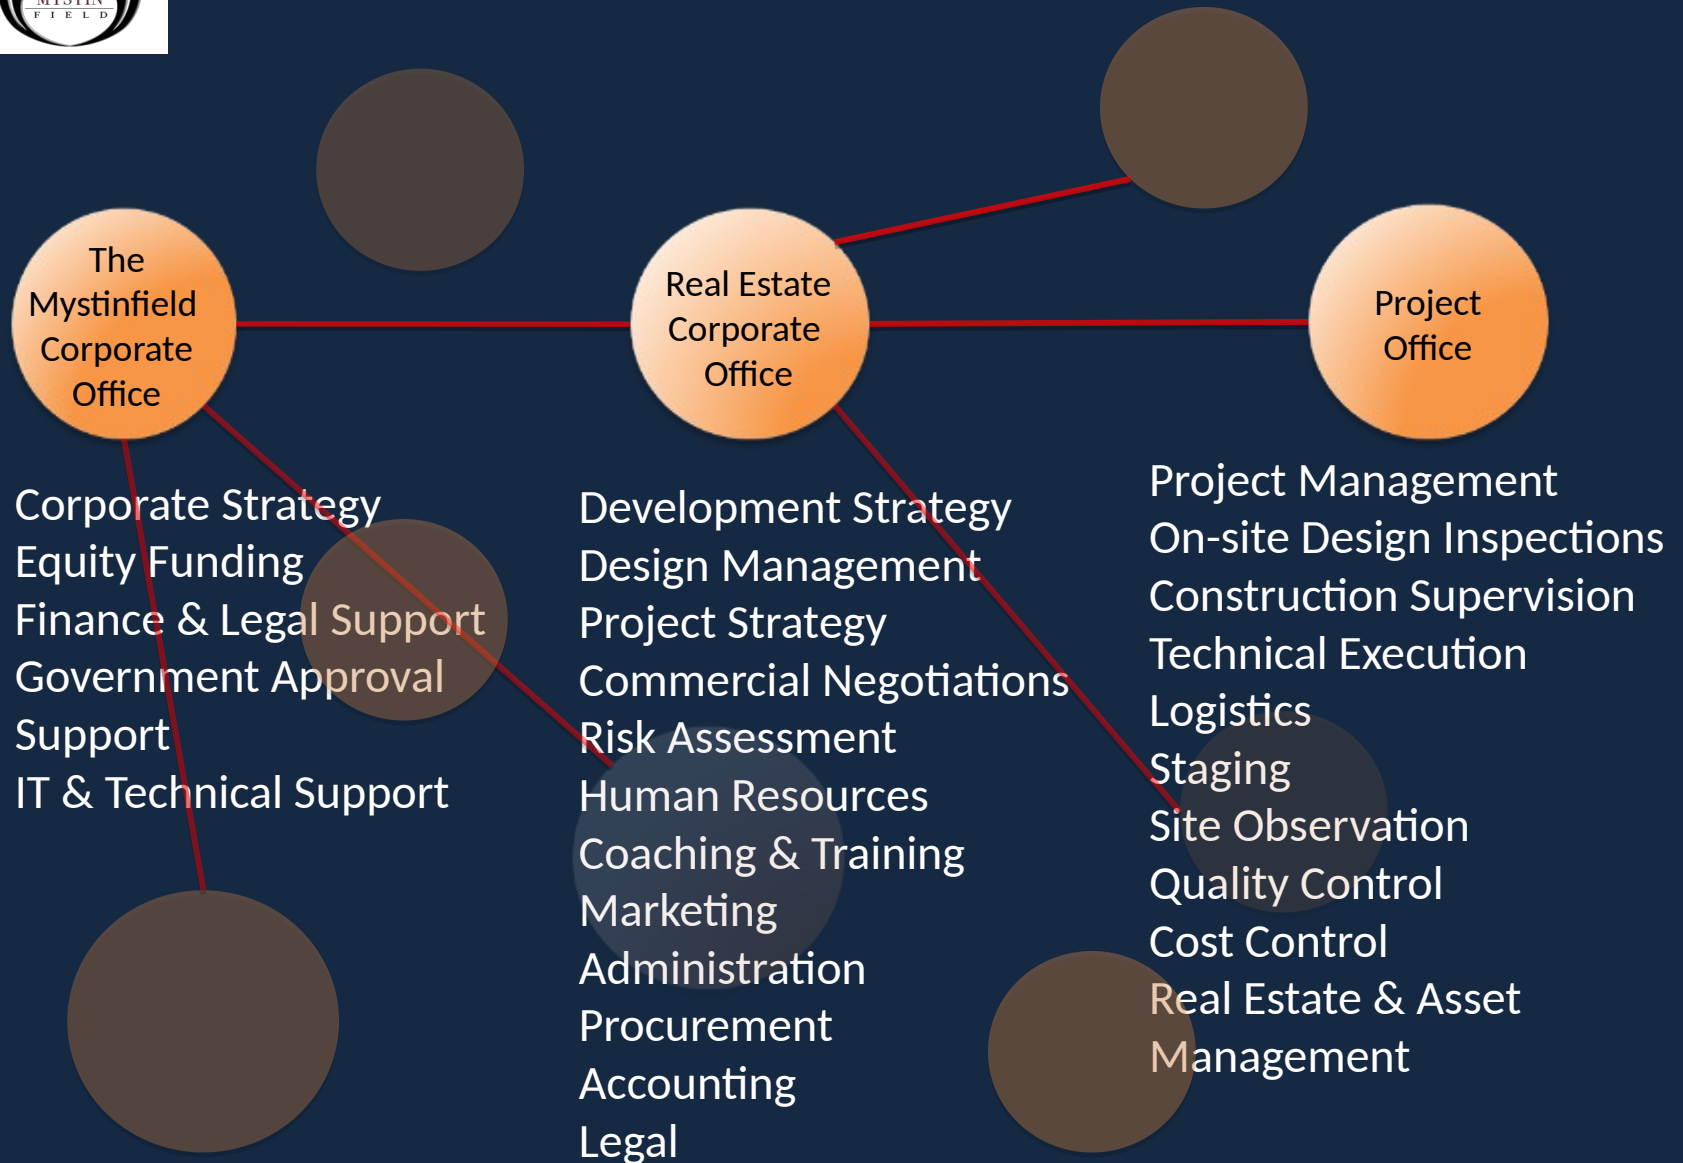 MYSTIN
FIELD
The
Mystinfield
Corporate
Office
Real Estate
Corporate
Office
Project
Office
Corporate Strategy
Equity Funding
Finance & Legal Support
Government Approval
Support
IT & Technical Support
Development Strategy
Design Management
Project Strategy
Commercial Negotiations
Risk Assessment
Human Resources
Coaching & Training
Marketing
Administration
Procurement
Accounting
Legal
Project Management
On-site Design Inspections
Construction Supervision
Technical Execution
Logistics
Staging
Site Observation
Quality Control
Cost Control
Real Estate & Asset
Management